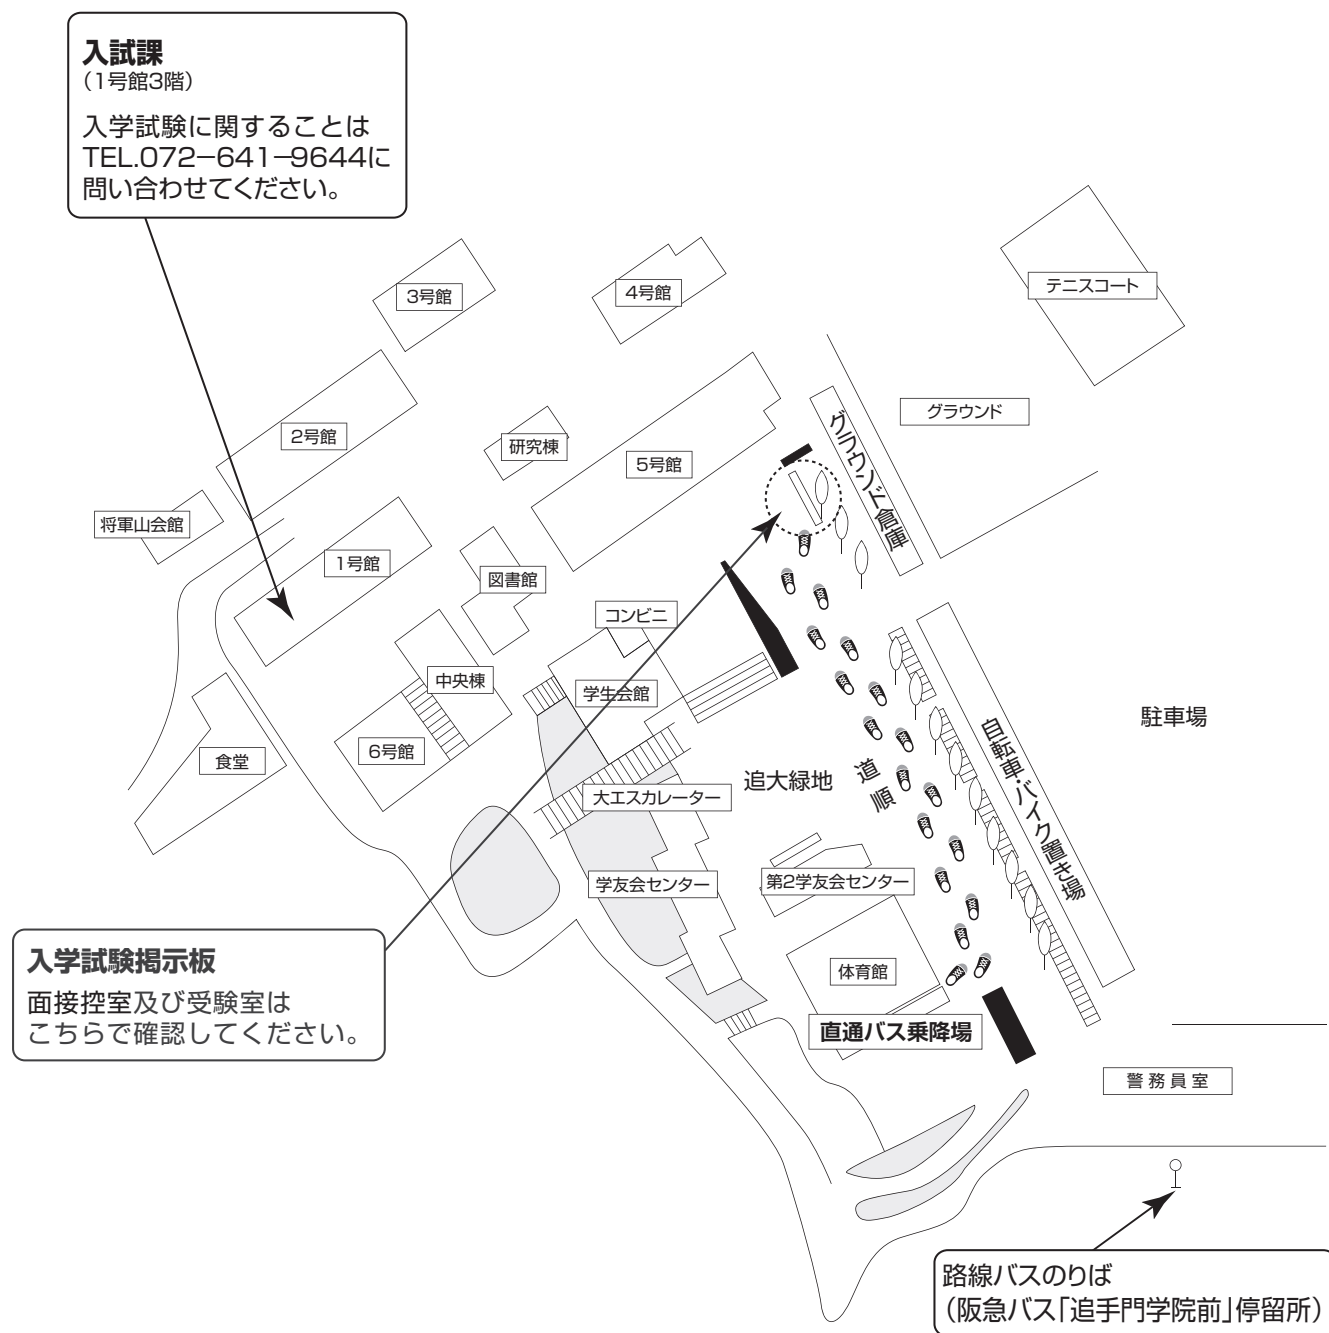 入試課
（1号館3階）
入学試験に関することは
TEL.072−641−9644に
問い合わせてください。
3号館
4号館
テニスコート
グラウンド
2号館
研究棟
5号館
グラウンド倉庫
将軍山会館
1号館
図書館
コンビニ
中央棟
学生会館
駐車場
6号館
食堂
追大緑地
道順
自転車・バイク置き場
大エスカレーター
学友会センター
第2学友会センター
入学試験掲示板
面接控室及び受験室は
こちらで確認してください。
体育館
直通バス乗降場
警務員室
路線バスのりば
（阪急バス「追手門学院前」停留所）